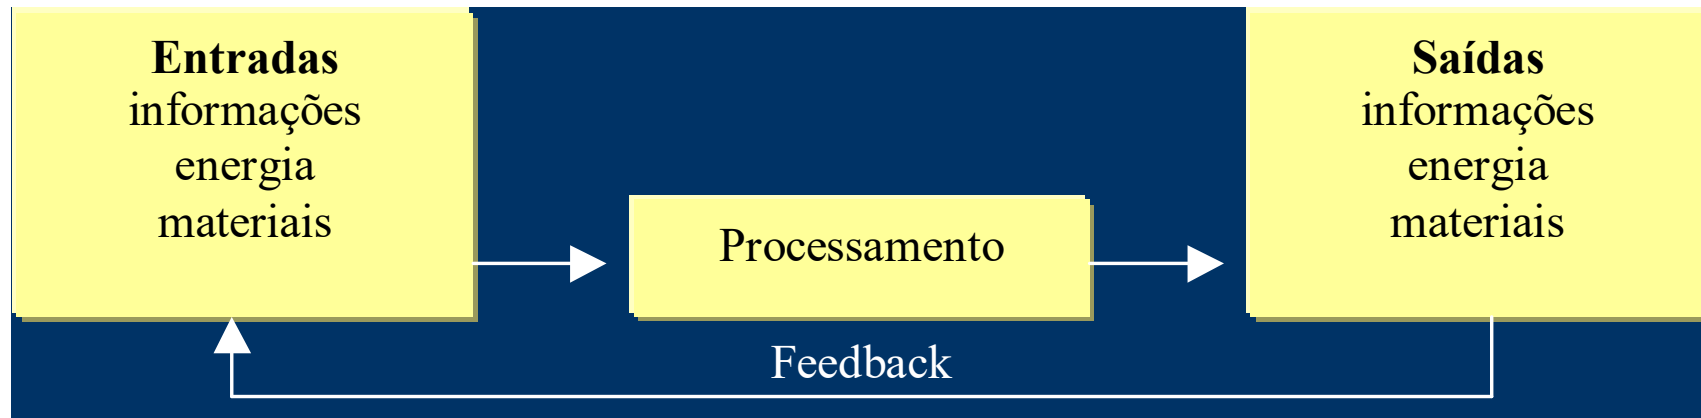 Entradas
informações
energia
materiais
Processamento
Saídas
informações
energia
materiais
Feedback